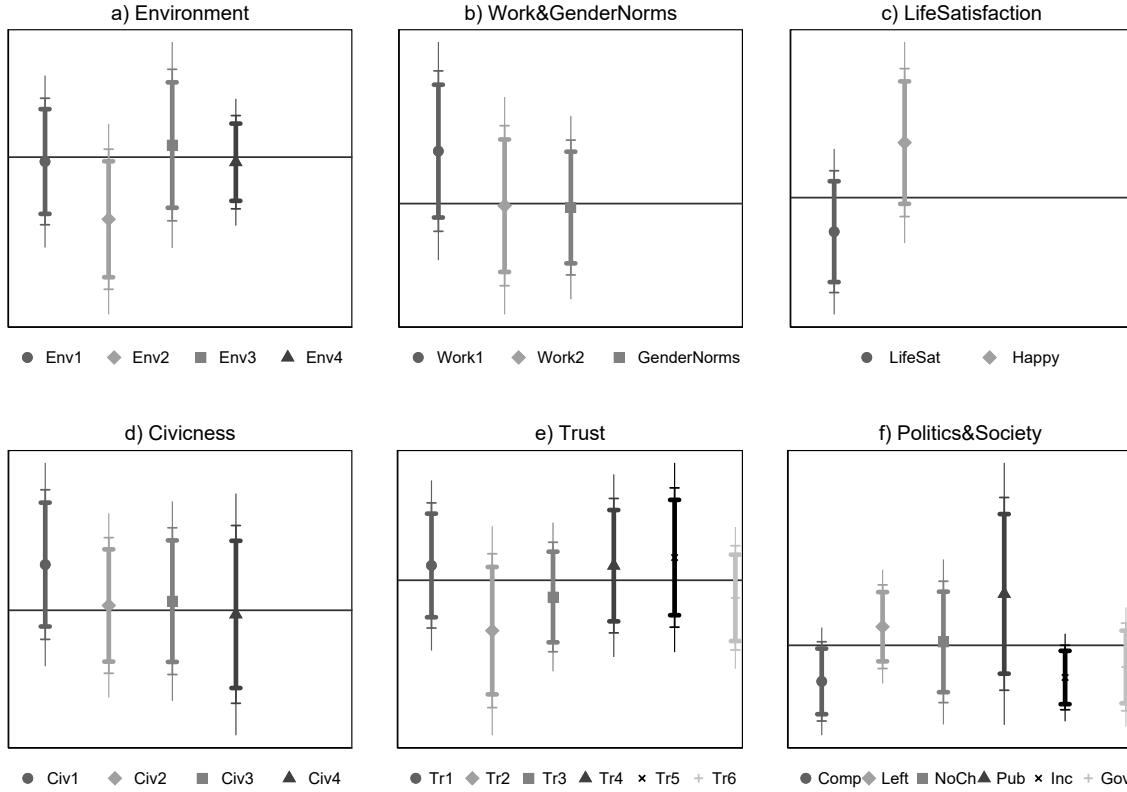 a) Environment
b) Work&GenderNorms
c) LifeSatisfaction
Env1 Env2 Env3 Env4
Work1 Work2 GenderNorms
LifeSat Happy
d) Civicness
e) Trust
f) Politics&Society
Civ1 Civ2 Civ3 Civ4
Tr1 Tr2 Tr3 Tr4 Tr5 Tr6
Comp Left NoCh Pub Inc Gov